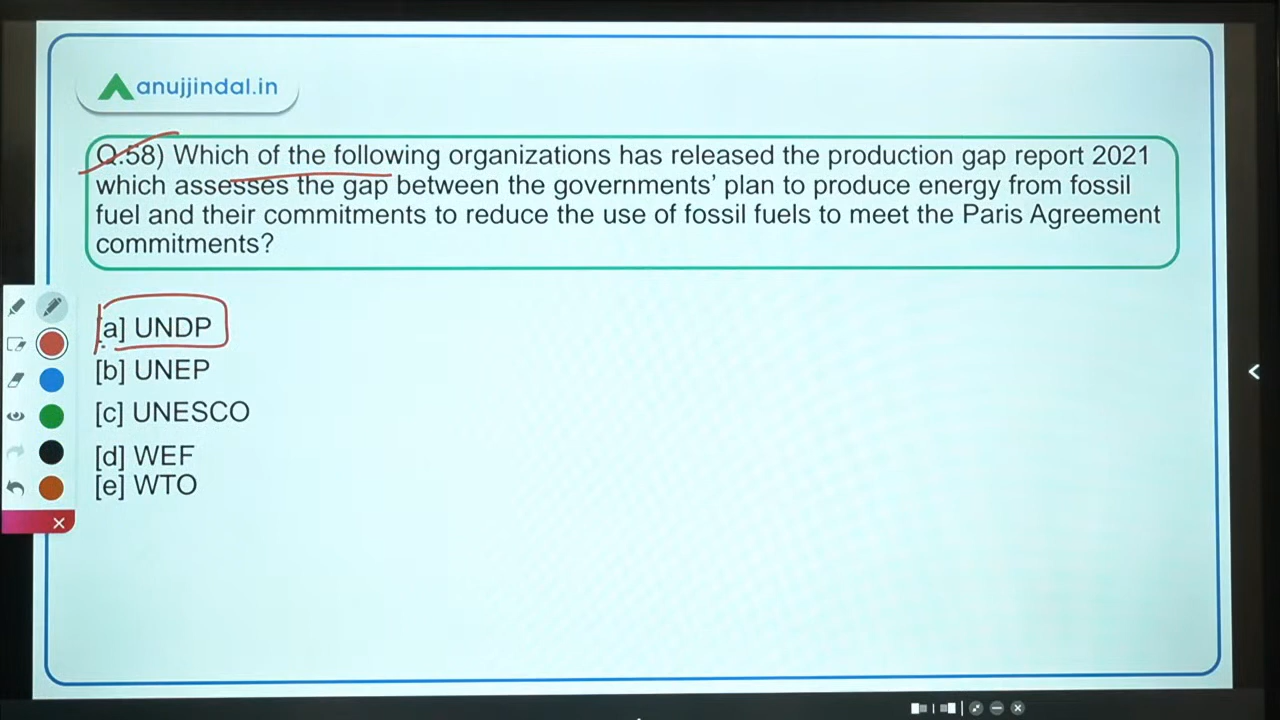 anujjindal.in
Q.58) Which of the following organizations has released the production gap report 2021
which assesses the gap between the governments' plan to produce energy from fossil
fuel and their commitments to reduce the use of fossil fuels to meet the Paris Agreement
commitments?
[a] UNDP
[b] UNEP
[c] UNESCO
[d] WEF
[e] WTO